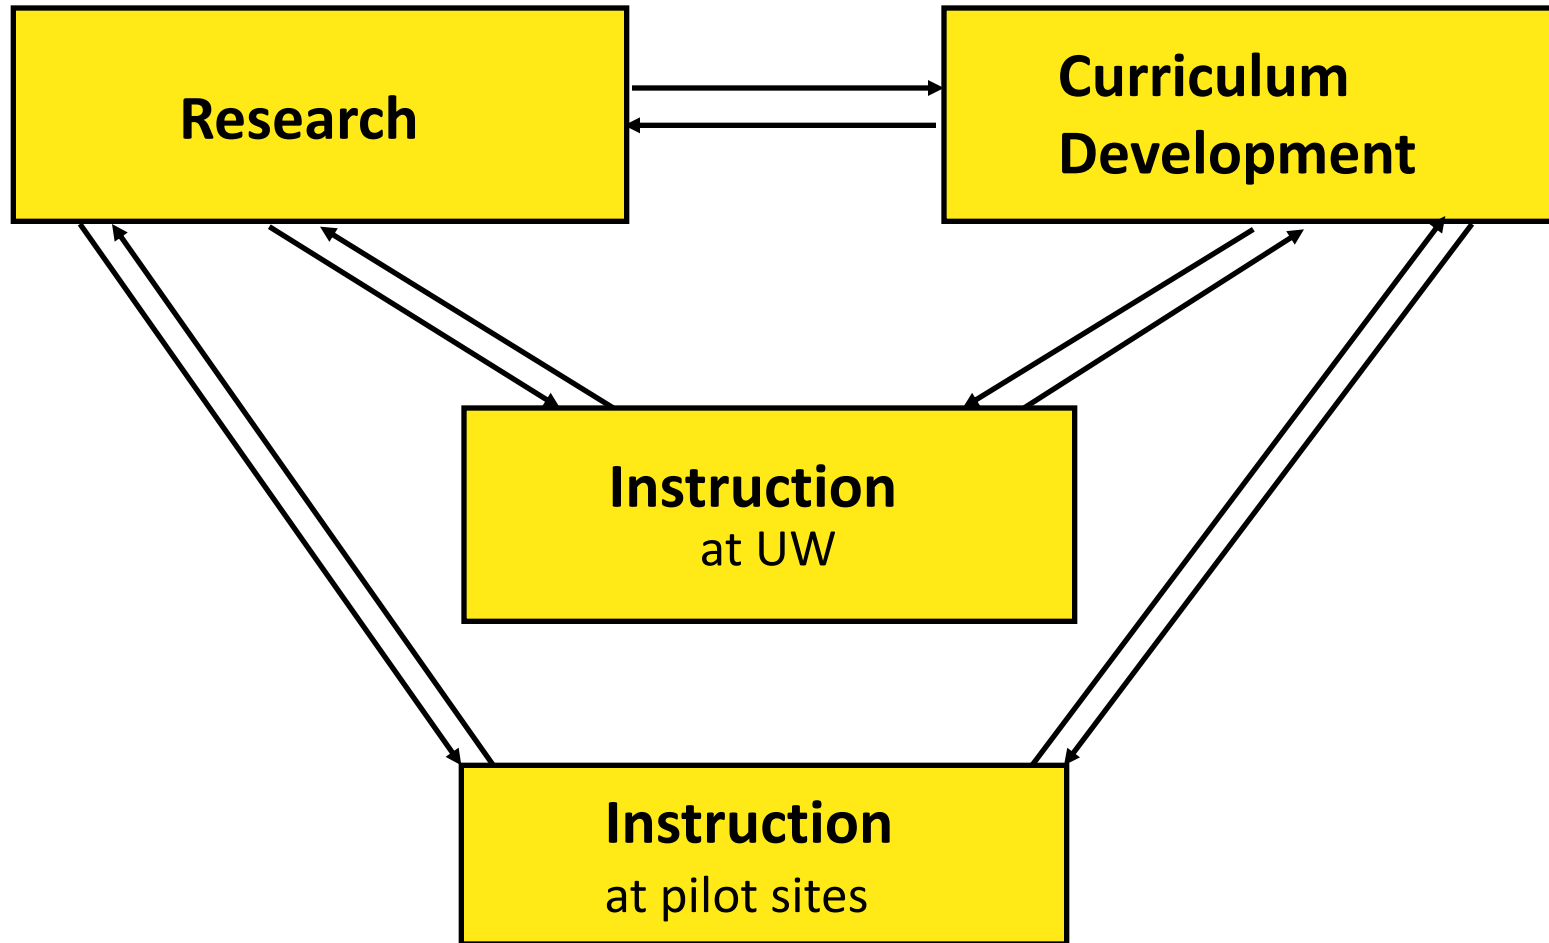 Research
Curriculum
Development
Instruction
at UW
Instruction
at pilot sites